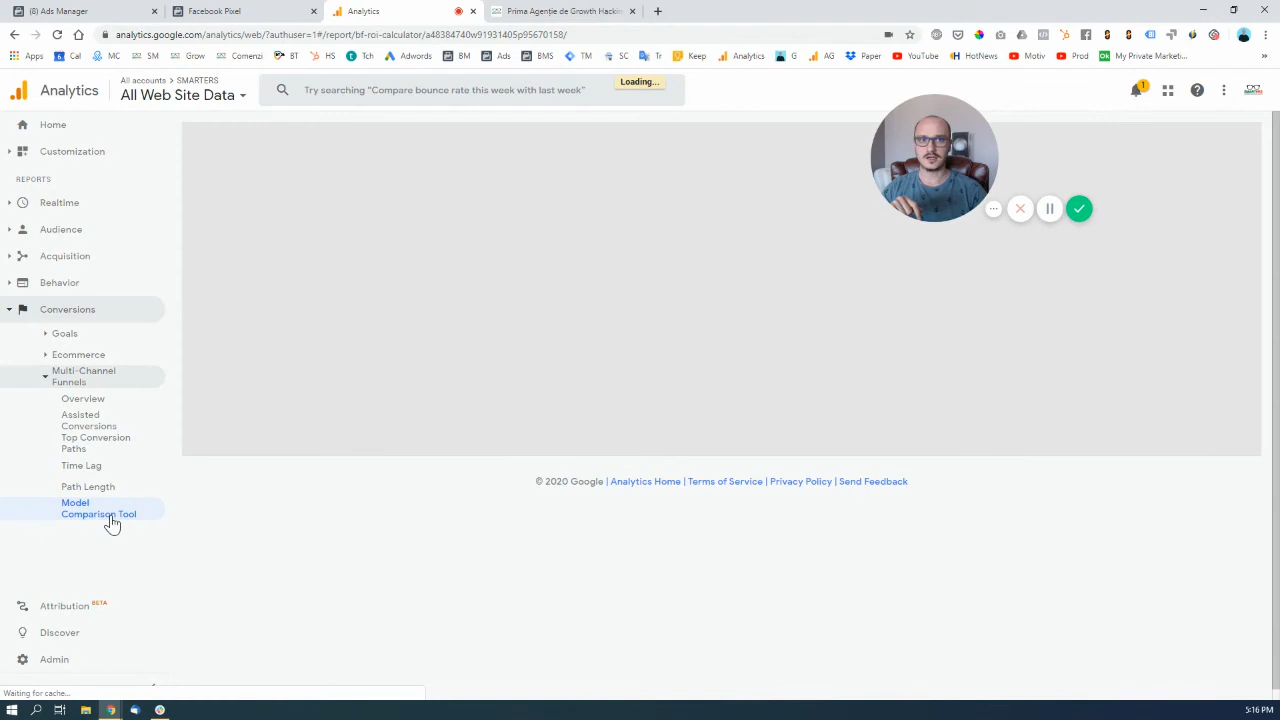 (8) Ads Manager
Facebook Pixel
Analytics
Prima Agenție de Growth Hackin
analytics.google.com/analytics/web/?authuser=1#/report/bf-roi-calculator/a48384740w91931405p95670158/
Apps
Cal
MC
SM
Grup
Comenzi
BT
HS
Tch
Adwords
BM
Ads
BMS
TM
SC
Tr
Keep
Analytics
G
AG
Paper
YouTube
HotNews
Motiv
Prod
My Private Market...
Analytics
All accounts > SMARTERS
All Web Site Data
Try searching "Compare bounce rate this week with last week"
Loading...
1
Home
Customization
REPORTS
Realtime
Audience
Acquisition
Behavior
Conversions
Goals
Ecommerce
Multi-Channel
Funnels
Overview
Assisted
Conversions
Top Conversion
Paths
Time Lag
Path Length
Model
Comparison Tool
© 2020 Google | Analytics Home | Terms of Service | Privacy Policy | Send Feedback
Attribution BETA
Discover
Admin
Waiting for cache...
5:16 PM